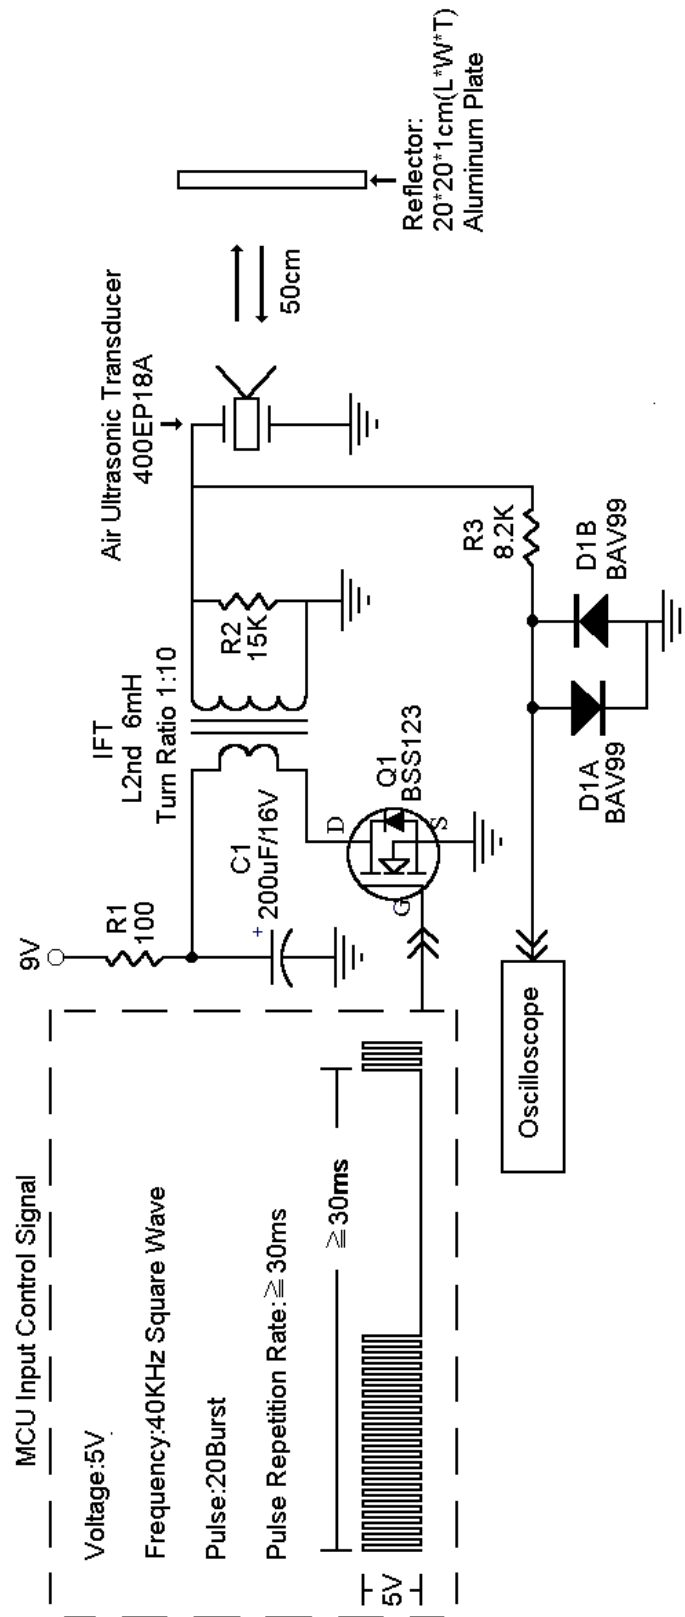 MCU Input Control Signal
Voltage:5V
Frequency:40KHz Square Wave
Pulse:20Burst
Pulse Repetition Rate:≧30ms
≧30ms
5V
9V
R1
100
C1
+
200uF/16V
IFT
L2nd 6mH
Turn Ratio 1:10
R2
15K
Q1
BSS123
D
G
S
Air Ultrasonic Transducer
400EP18A
50cm
Reflector:
20*20*1cm(L*W*T)
Aluminum Plate
R3
8.2K
D1A
BAV99
D1B
BAV99
Oscilloscope